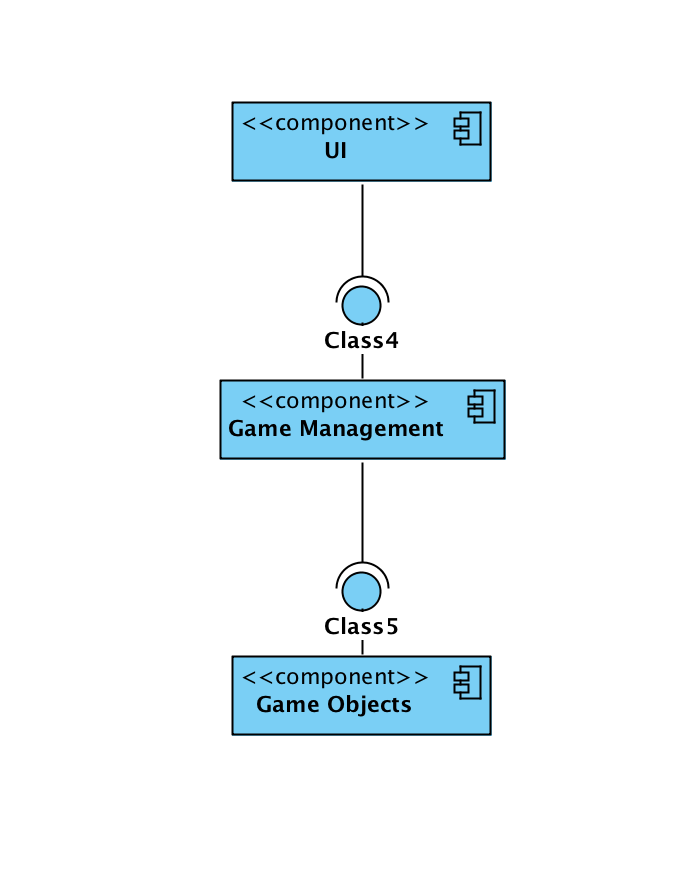 <<component>>
UI
Class4
<<component>>
Game Management
Class5
<<component>>
Game Objects